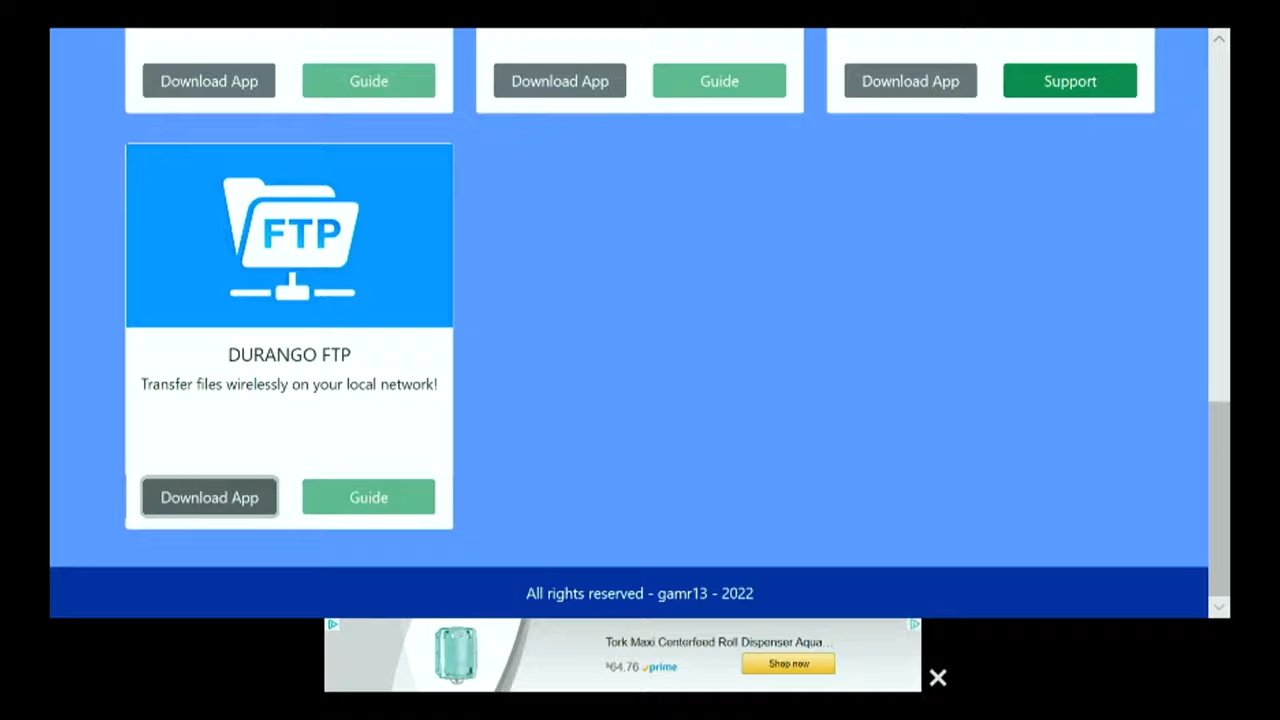 Download App Guide Download App Guide Download App Support
FTP
DURANGO FTP
Transfer files wirelessly on your local network!
Download App Guide
All rights reserved - gamr13 - 2022
Tork Maxi Centerfeed Roll Dispenser Aqua...
$64.76 prime Shop now